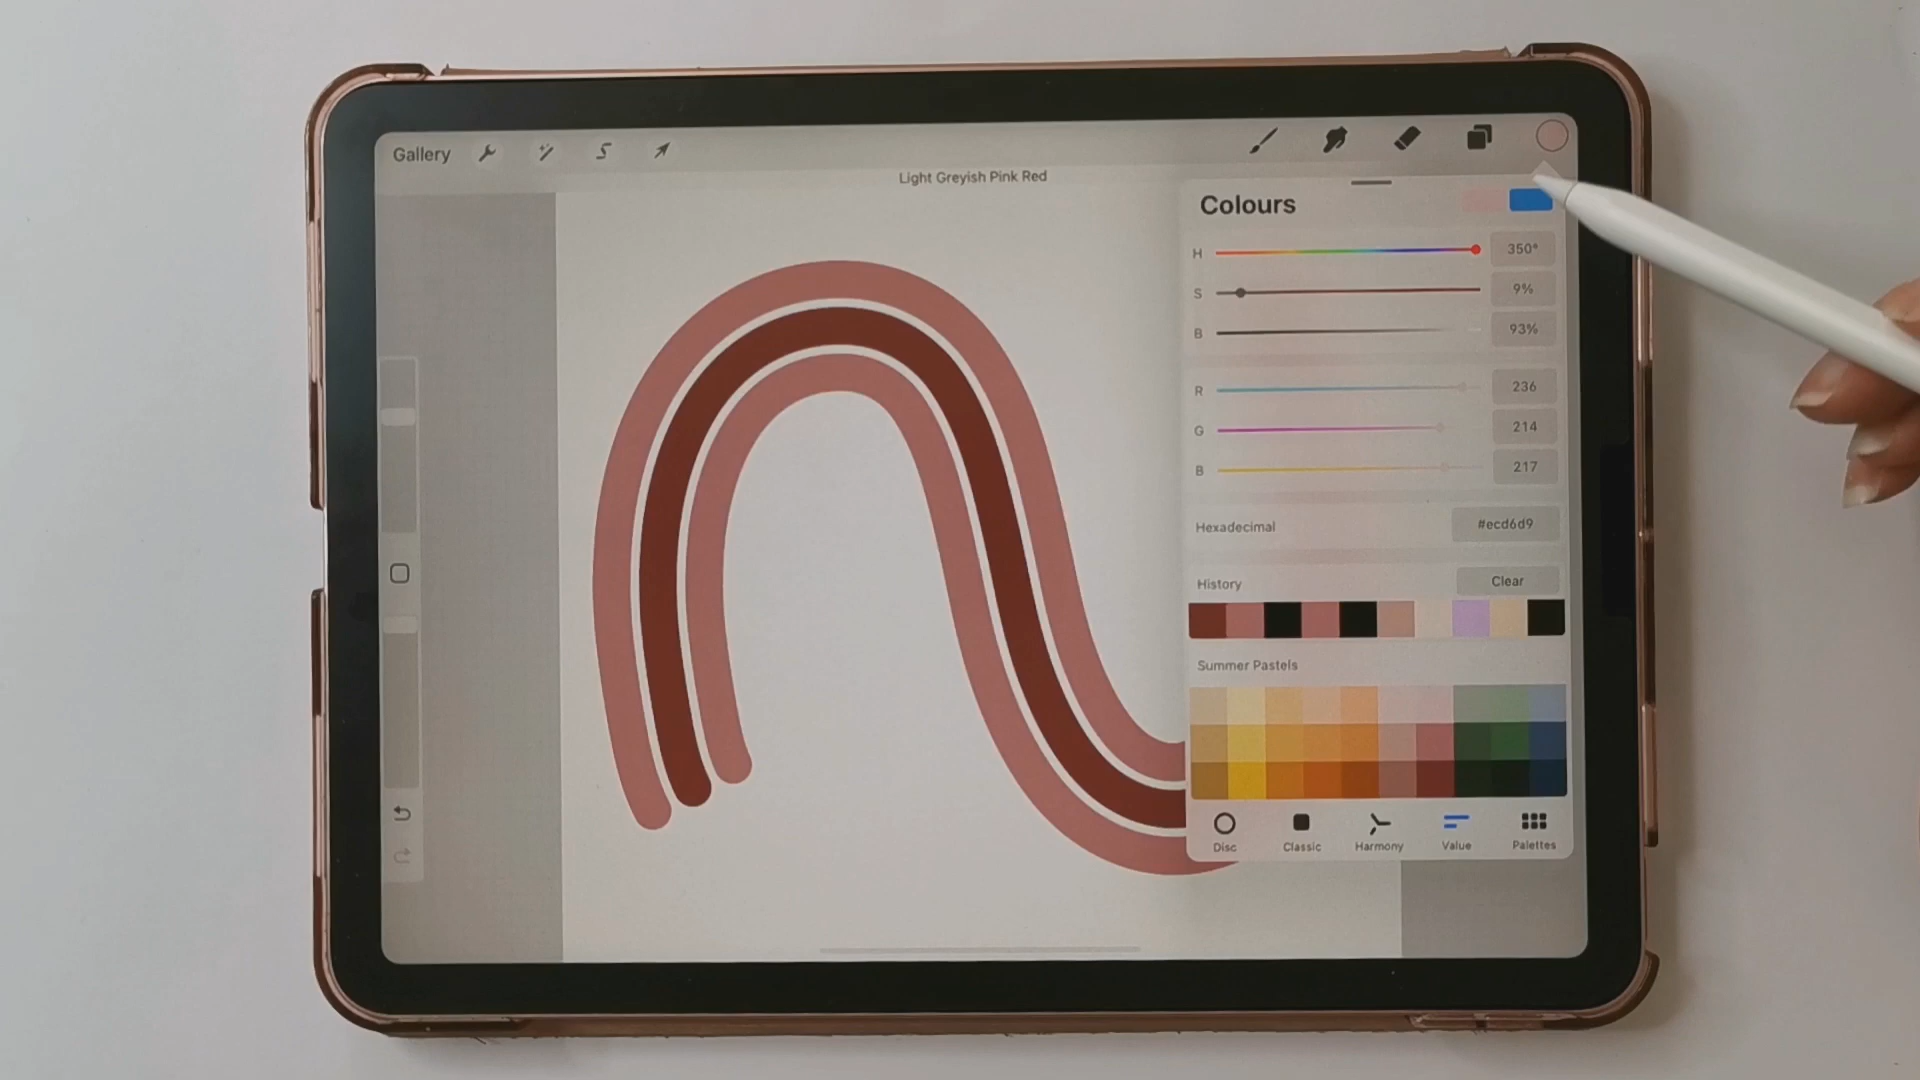 Gallery
Light Greyish Pink Red
Colours
H 350°
S 9%
B 93%
R 236
G 214
B 217
Hexadecimal #ecd6d9
History Clear
Summer Pastels
Disc Classic Harmony Value Palettes